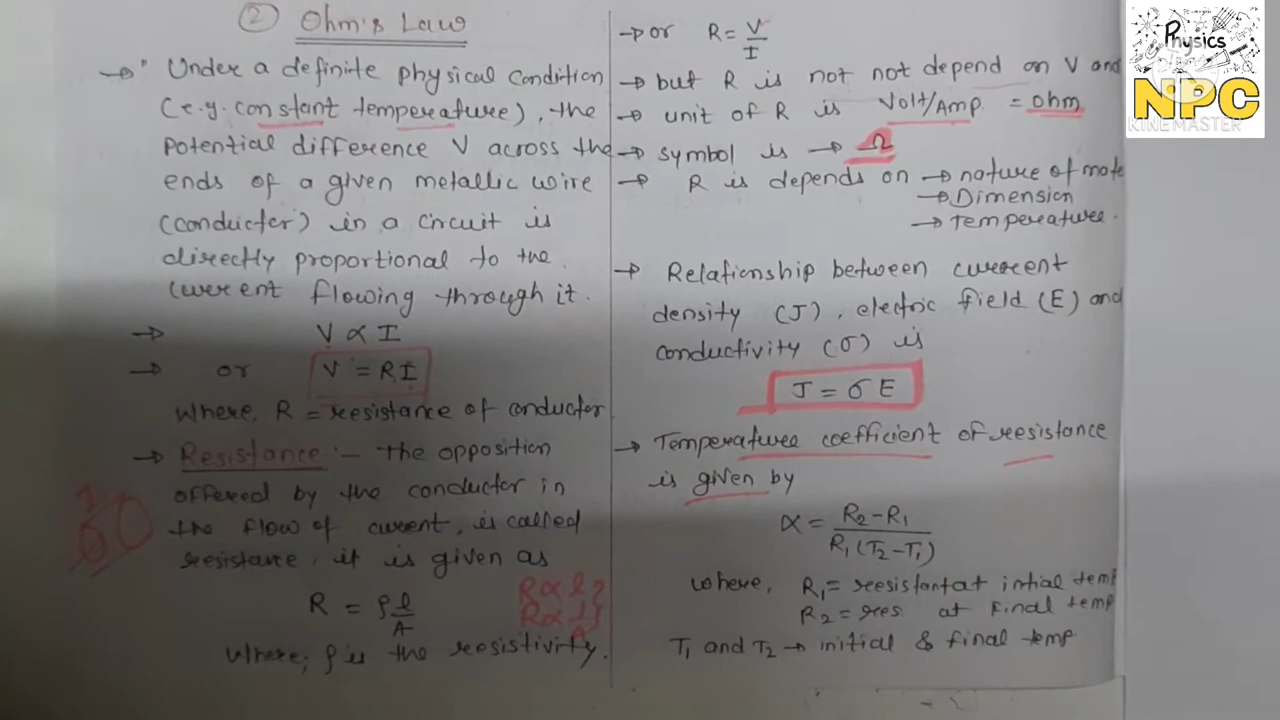 ② Ohm's Law
→ " Under a definite physical condition
(e.g. constant temperature), the
potential difference V across the
ends of a given metallic wire
(conductor) in a circuit is
directly proportional to the
current flowing through it.
→ V ∝ I
→ or V = RI
where, R = resistance of conductor
→ Resistance :- the opposition
offered by the conductor in
the flow of current, is called
resistance, it is given as
R = ρ l/A
R ∝ l
R ∝ 1/A
where; ρ is the resistivity.
→ or R = V/I
→ but R is not not depend on V and
→ unit of R is Volt/Amp = ohm
→ symbol is → Ω
→ R is depends on → nature of mate
→ Dimension
→ Temperature.
→ Relationship between current
density (J), electric field (E) and
conductivity (σ) is
J = σ E
→ Temperature coefficient of resistance
is given by
α = R2-R1 / R1(T2-T1)
where, R1 = resistant at intial temp
R2 = res. at final temp
T1 and T2 → initial & final temp
Physics
NPC
KINEMASTER